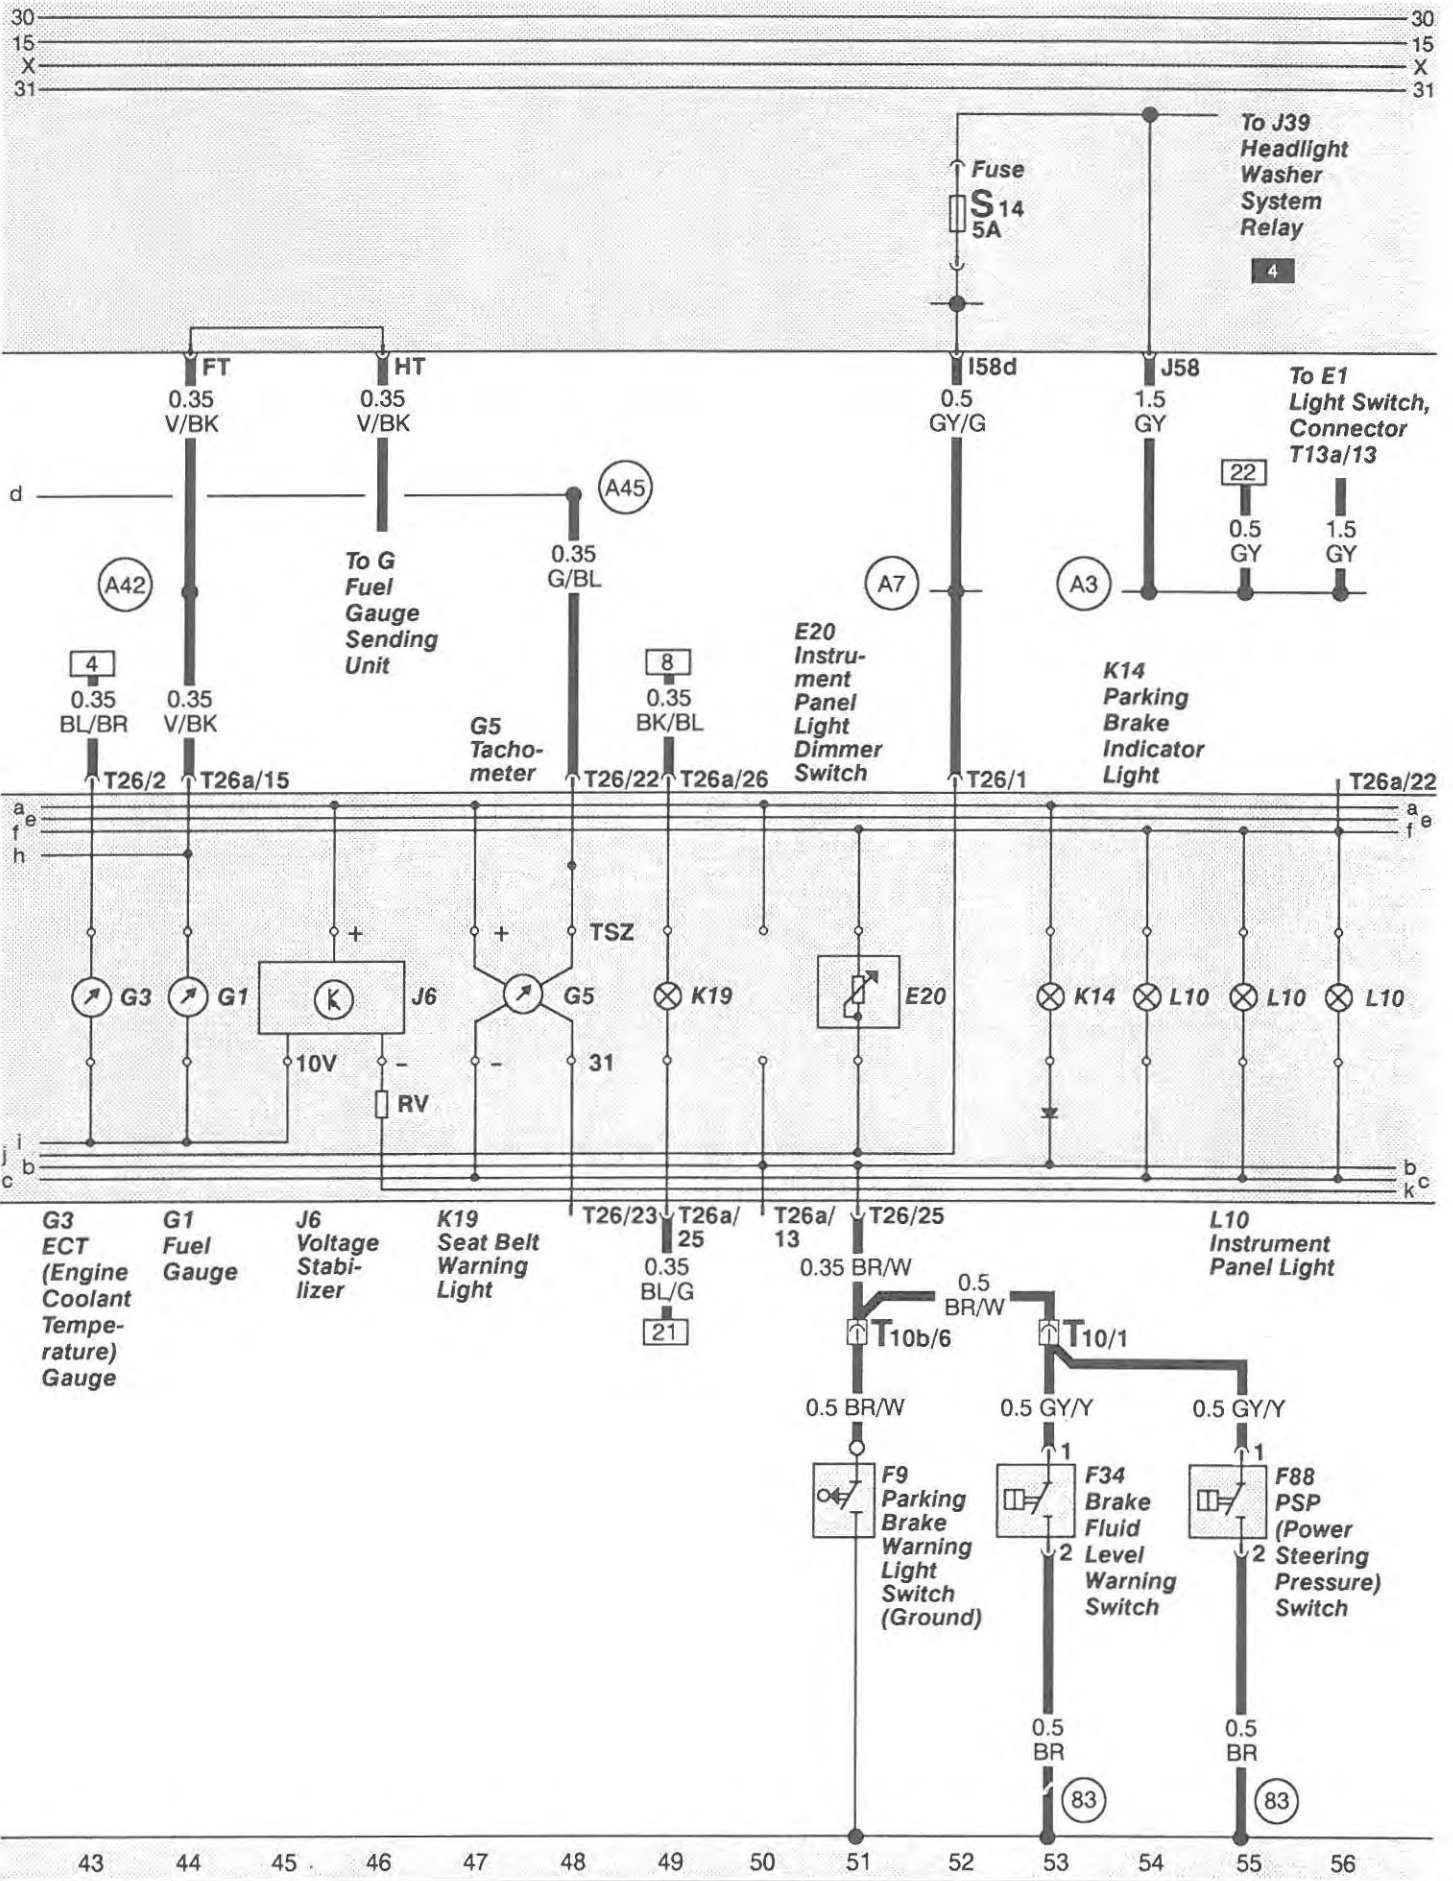 30 30
15 15
X X
31 31
To J39
Headlight
Washer
System
Relay
4
Fuse
S14
5A
FT HT I58d J58
0.35
V/BK
0.35
V/BK
0.5
GY/G
1.5
GY
To E1
Light Switch,
Connector
T13a/13
22
0.5
GY
1.5
GY
d
A45
0.35
G/BL
A42
To G
Fuel
Gauge
Sending
Unit
A7
A3
4
0.35
BL/BR
0.35
V/BK
G5
Tacho-
meter
8
0.35
BK/BL
E20
Instru-
ment
Panel
Light
Dimmer
Switch
K14
Parking
Brake
Indicator
Light
T26/2 T26a/15 T26/22 T26a/26 T26/1 T26a/22
a a
e e
f f
h
+ + TSZ
G3 G1 J6 G5 K19 E20 K14 L10 L10 L10
10V - - 31
RV
i
j
b b
c c
k
T26/23 T26a/25 T26a/13 T26/25
G3
ECT
(Engine
Coolant
Tempe-
rature)
Gauge
G1
Fuel
Gauge
J6
Voltage
Stabi-
lizer
K19
Seat Belt
Warning
Light
0.35
BL/G
21
0.35 BR/W
0.5
BR/W
L10
Instrument
Panel Light
T10b/6 T10/1
0.5 BR/W 0.5 GY/Y 0.5 GY/Y
1 1
F9
Parking
Brake
Warning
Light
Switch
(Ground)
F34
Brake
Fluid
Level
Warning
Switch
F88
PSP
(Power
Steering
Pressure)
Switch
2 2
0.5
BR
0.5
BR
83 83
43 44 45 46 47 48 49 50 51 52 53 54 55 56